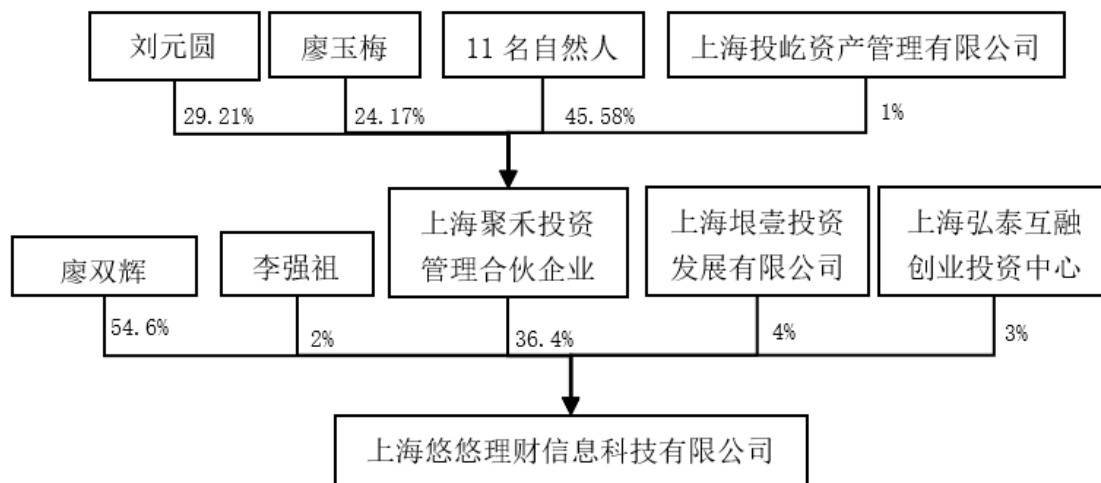 刘元圆
廖玉梅
11 名自然人
上海投屹资产管理有限公司
29.21%
24.17%
45.58%
1%
廖双辉
李强祖
上海聚禾投资
管理合伙企业
上海垠壹投资
发展有限公司
上海弘泰互融
创业投资中心
54.6%
2%
36.4%
4%
3%
上海悠悠理财信息科技有限公司